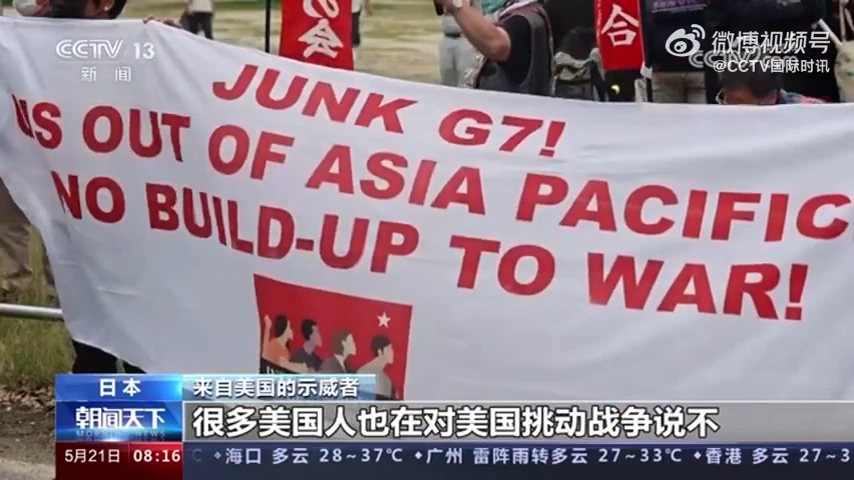 CCTV 13
新闻
の会
合
微博视频号
@CCTV国际时讯
JUNK G7!
US OUT OF ASIA PACIFIC,
NO BUILD-UP TO WAR!
日本
来自美国的示威者
朝闻天下
很多美国人也在对美国挑动战争说不
5月21日 08:16
海口 多云 28～37℃ 广州 雷阵雨转多云 27～33℃ 香港 多云 27～3